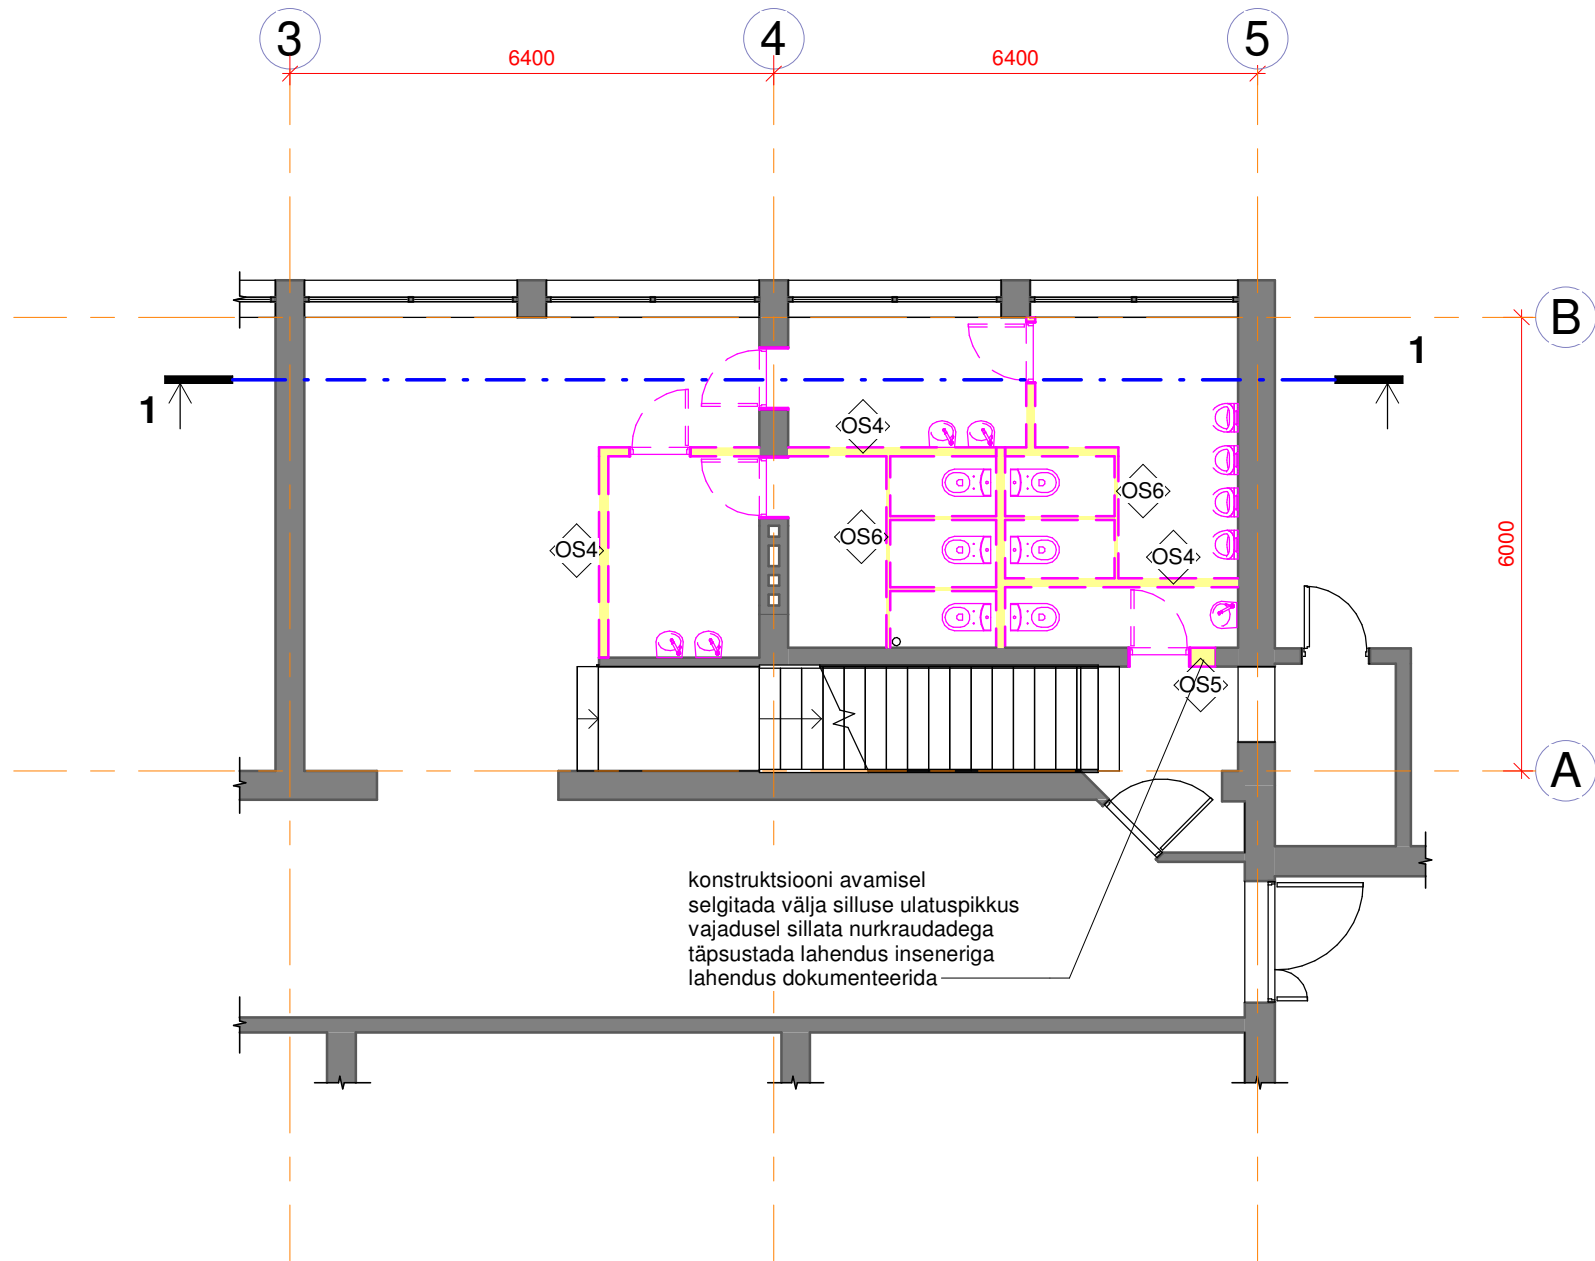 3
4
5
6400
6400
B
1
1
OS4
OS6
OS6
OS4
OS4
6000
OS5
A
konstruktsiooni avamisel
selgitada välja silluse ulatuspikkus
vajadusel sillata nurkraudadega
täpsustada lahendus inseneriga
lahendus dokumenteerida